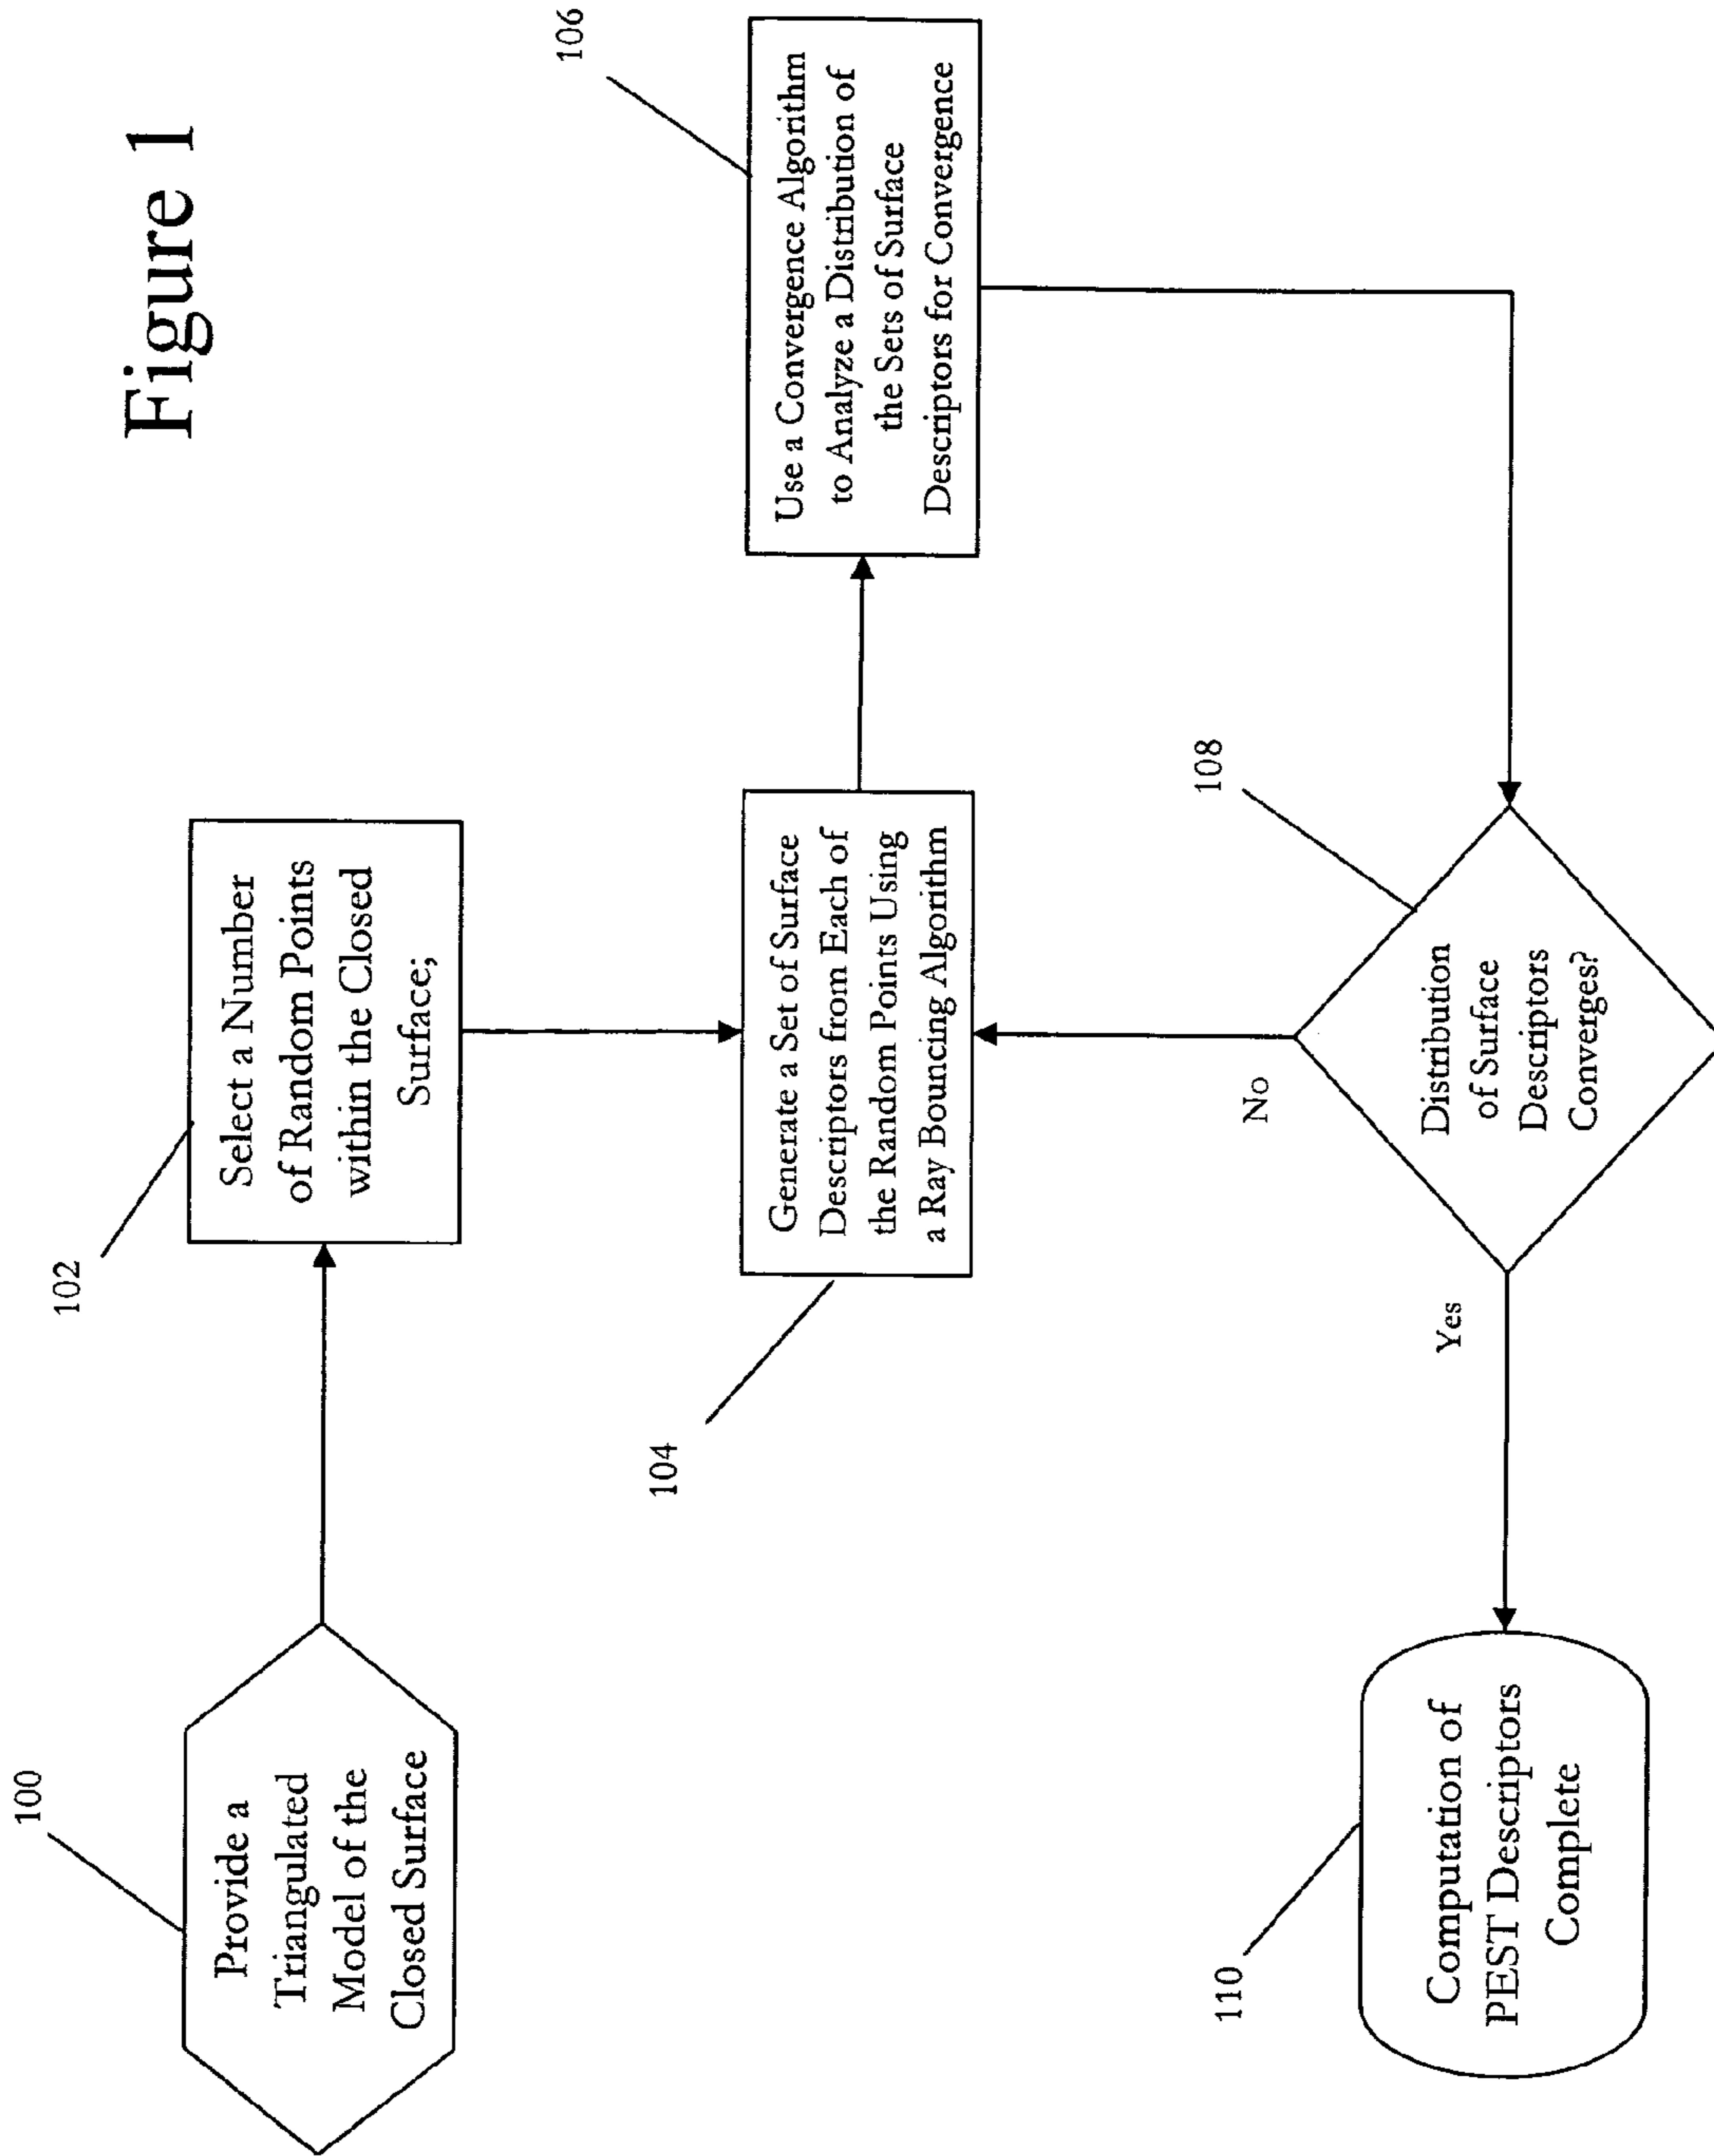 Figure 1
100
Provide a
Triangulated
Model of the
Closed Surface
102
Select a Number
of Random Points
within the Closed
Surface;
104
Generate a Set of Surface
Descriptors from Each of
the Random Points Using
a Ray Bouncing Algorithm
106
Use a Convergence Algorithm
to Analyze a Distribution of
the Sets of Surface
Descriptors for Convergence
108
Distribution
of Surface
Descriptors
Converges?
No
Yes
110
Computation of
PEST Descriptors
Complete